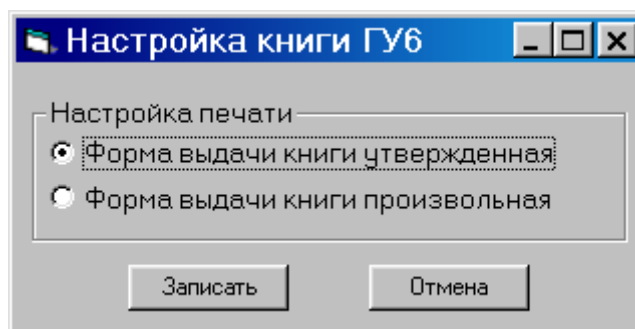 Настройка книги ГУ6
Настройка печати
Форма выдачи книги утвержденная
Форма выдачи книги произвольная
Записать Отмена